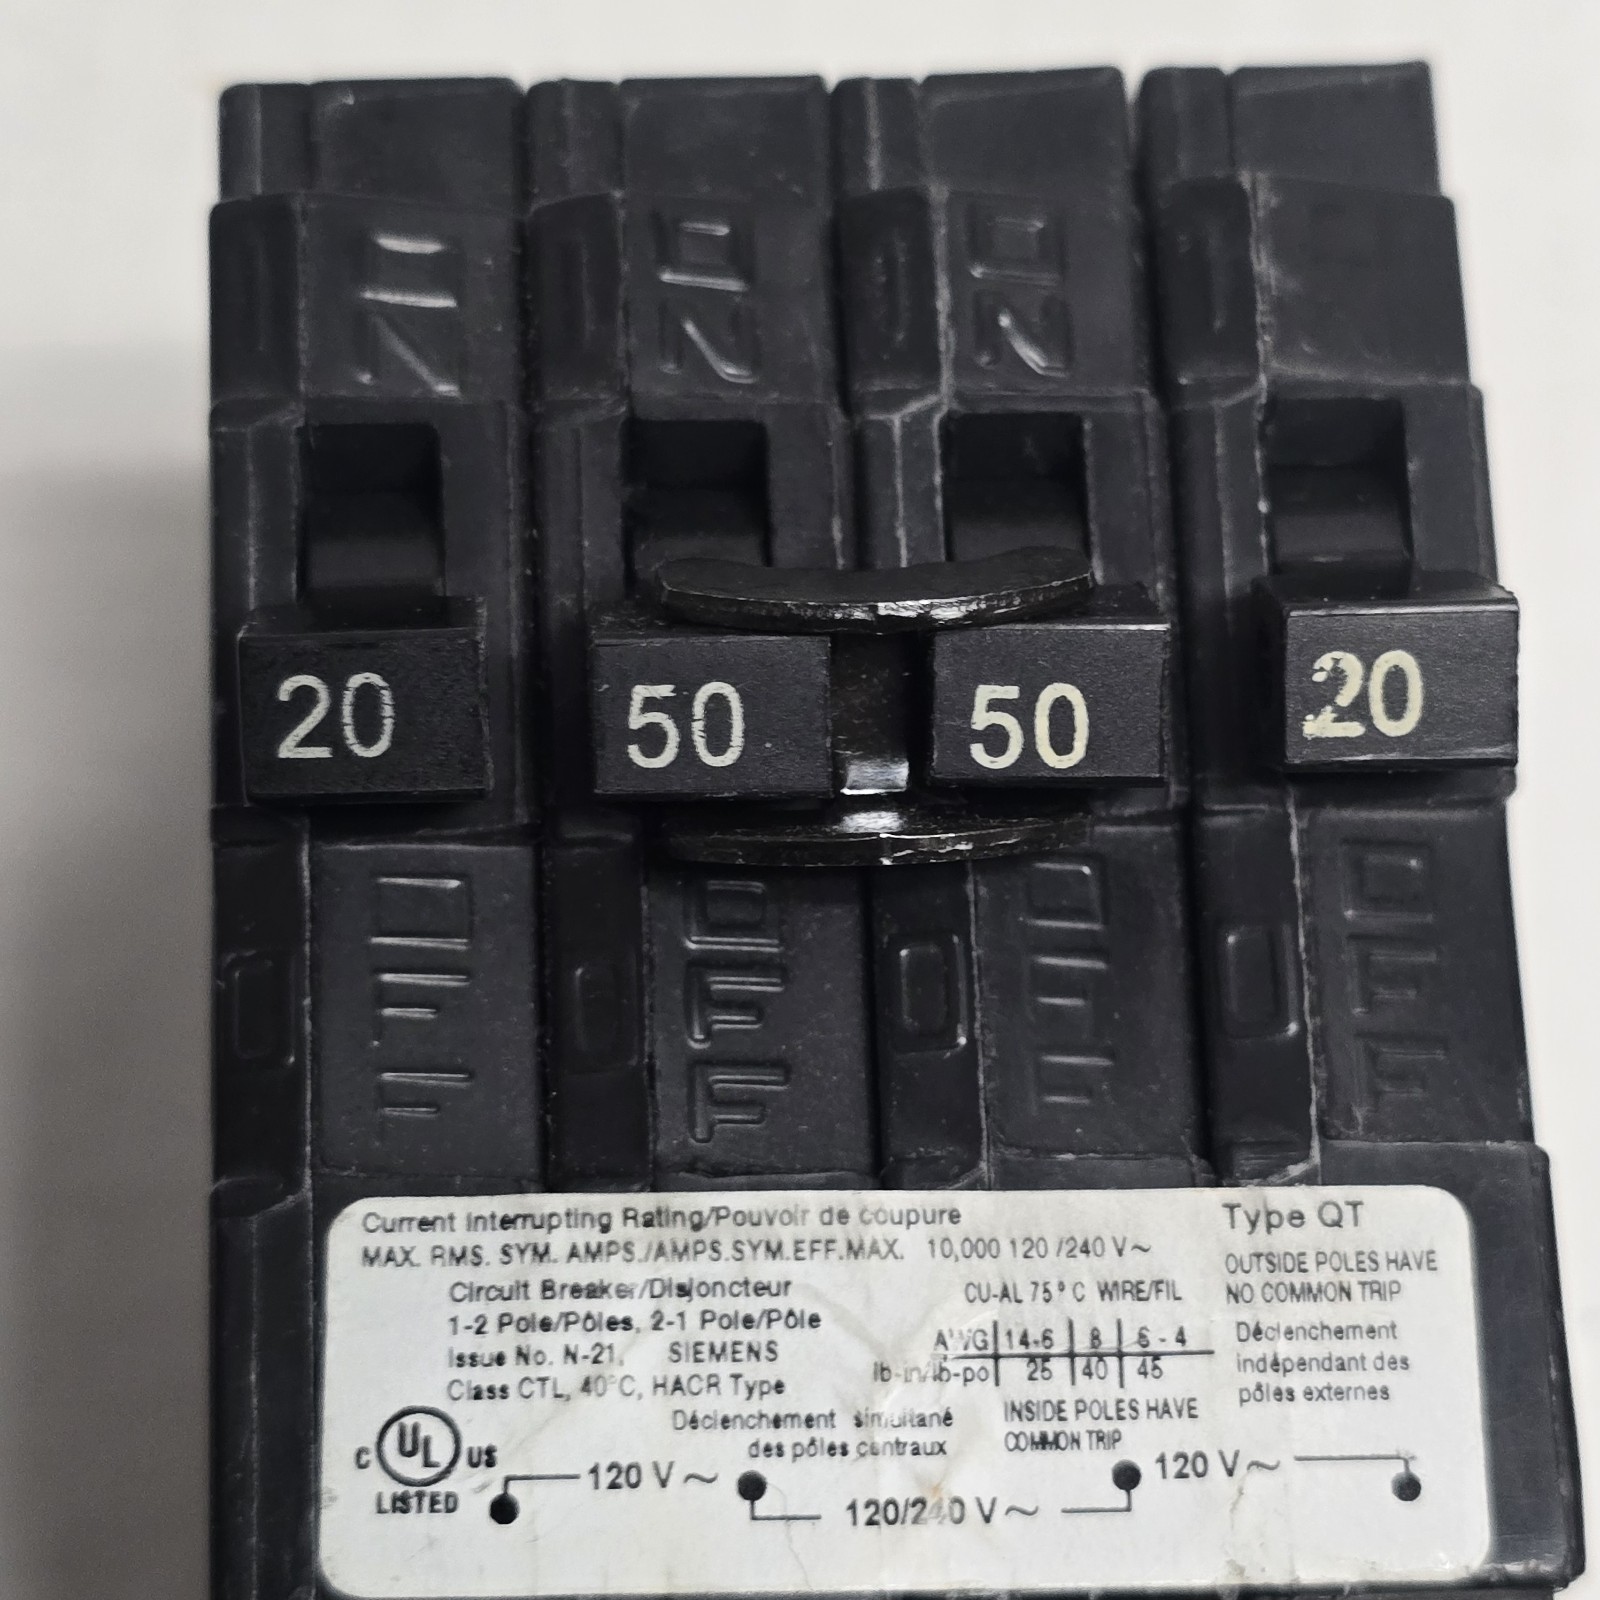 ON ON ON
20 50 50 20
OFF OFF OFF OFF
Current Interrupting Rating/Pouvoir de coupure
MAX. RMS. SYM. AMPS./AMPS.SYM.EFF.MAX. 10,000 120 /240 V~
Circuit Breaker/Disjoncteur
1-2 Pole/Pôles, 2-1 Pole/Pôle
Issue No. N-21, SIEMENS
Class CTL, 40°C, HACR Type
CU-AL 75° C WIRE/FIL
AWG 14-6 8 6 - 4
lb-in/lb-po 25 40 45
Type QT
OUTSIDE POLES HAVE
NO COMMON TRIP
Déclenchement
indépendant des
pôles externes
Déclenchement simultané
des pôles centraux
INSIDE POLES HAVE
COMMON TRIP
C UL US
LISTED
120 V ~
120/240 V ~
120 V ~